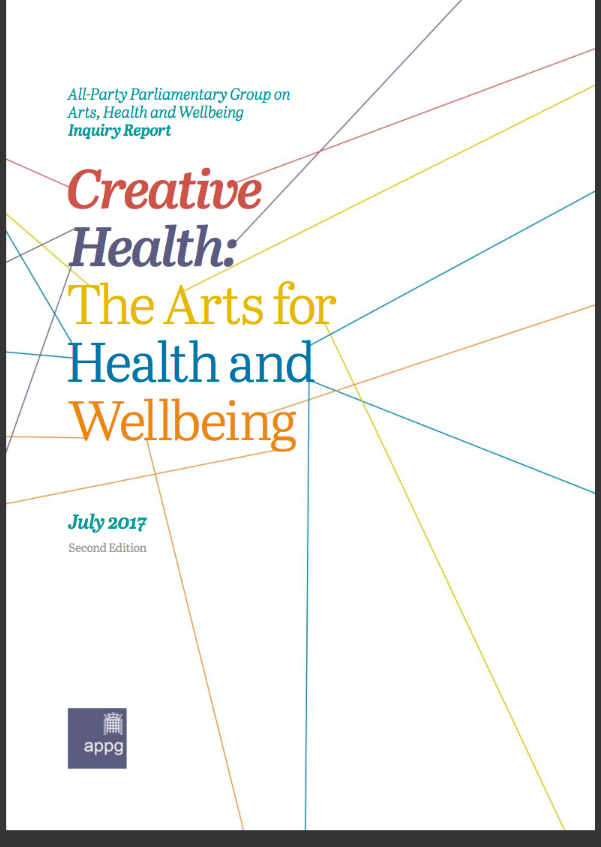 All-Party Parliamentary Group on
Arts, Health and Wellbeing
Inquiry Report
Creative
Health:
The Arts for
Health and
Wellbeing
July 2017
Second Edition
appg